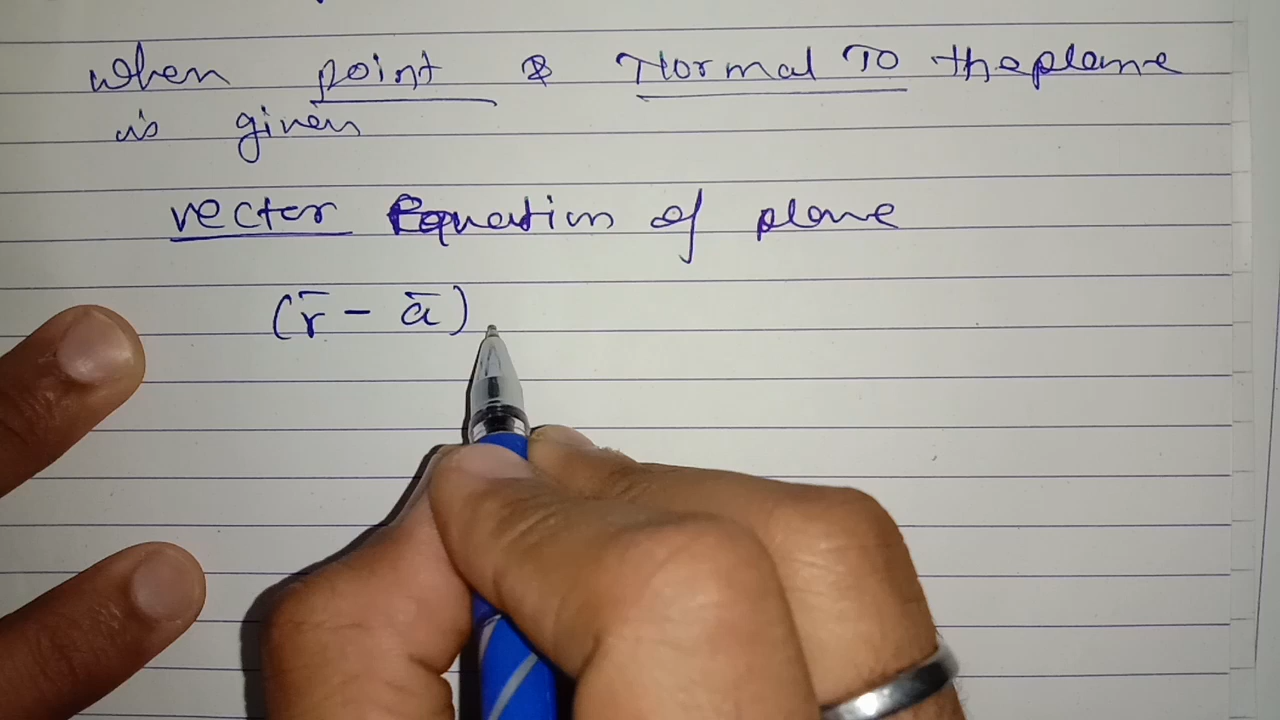 when point & Normal To the plane
is given
vector Equation of plane
(r̄ - ā)